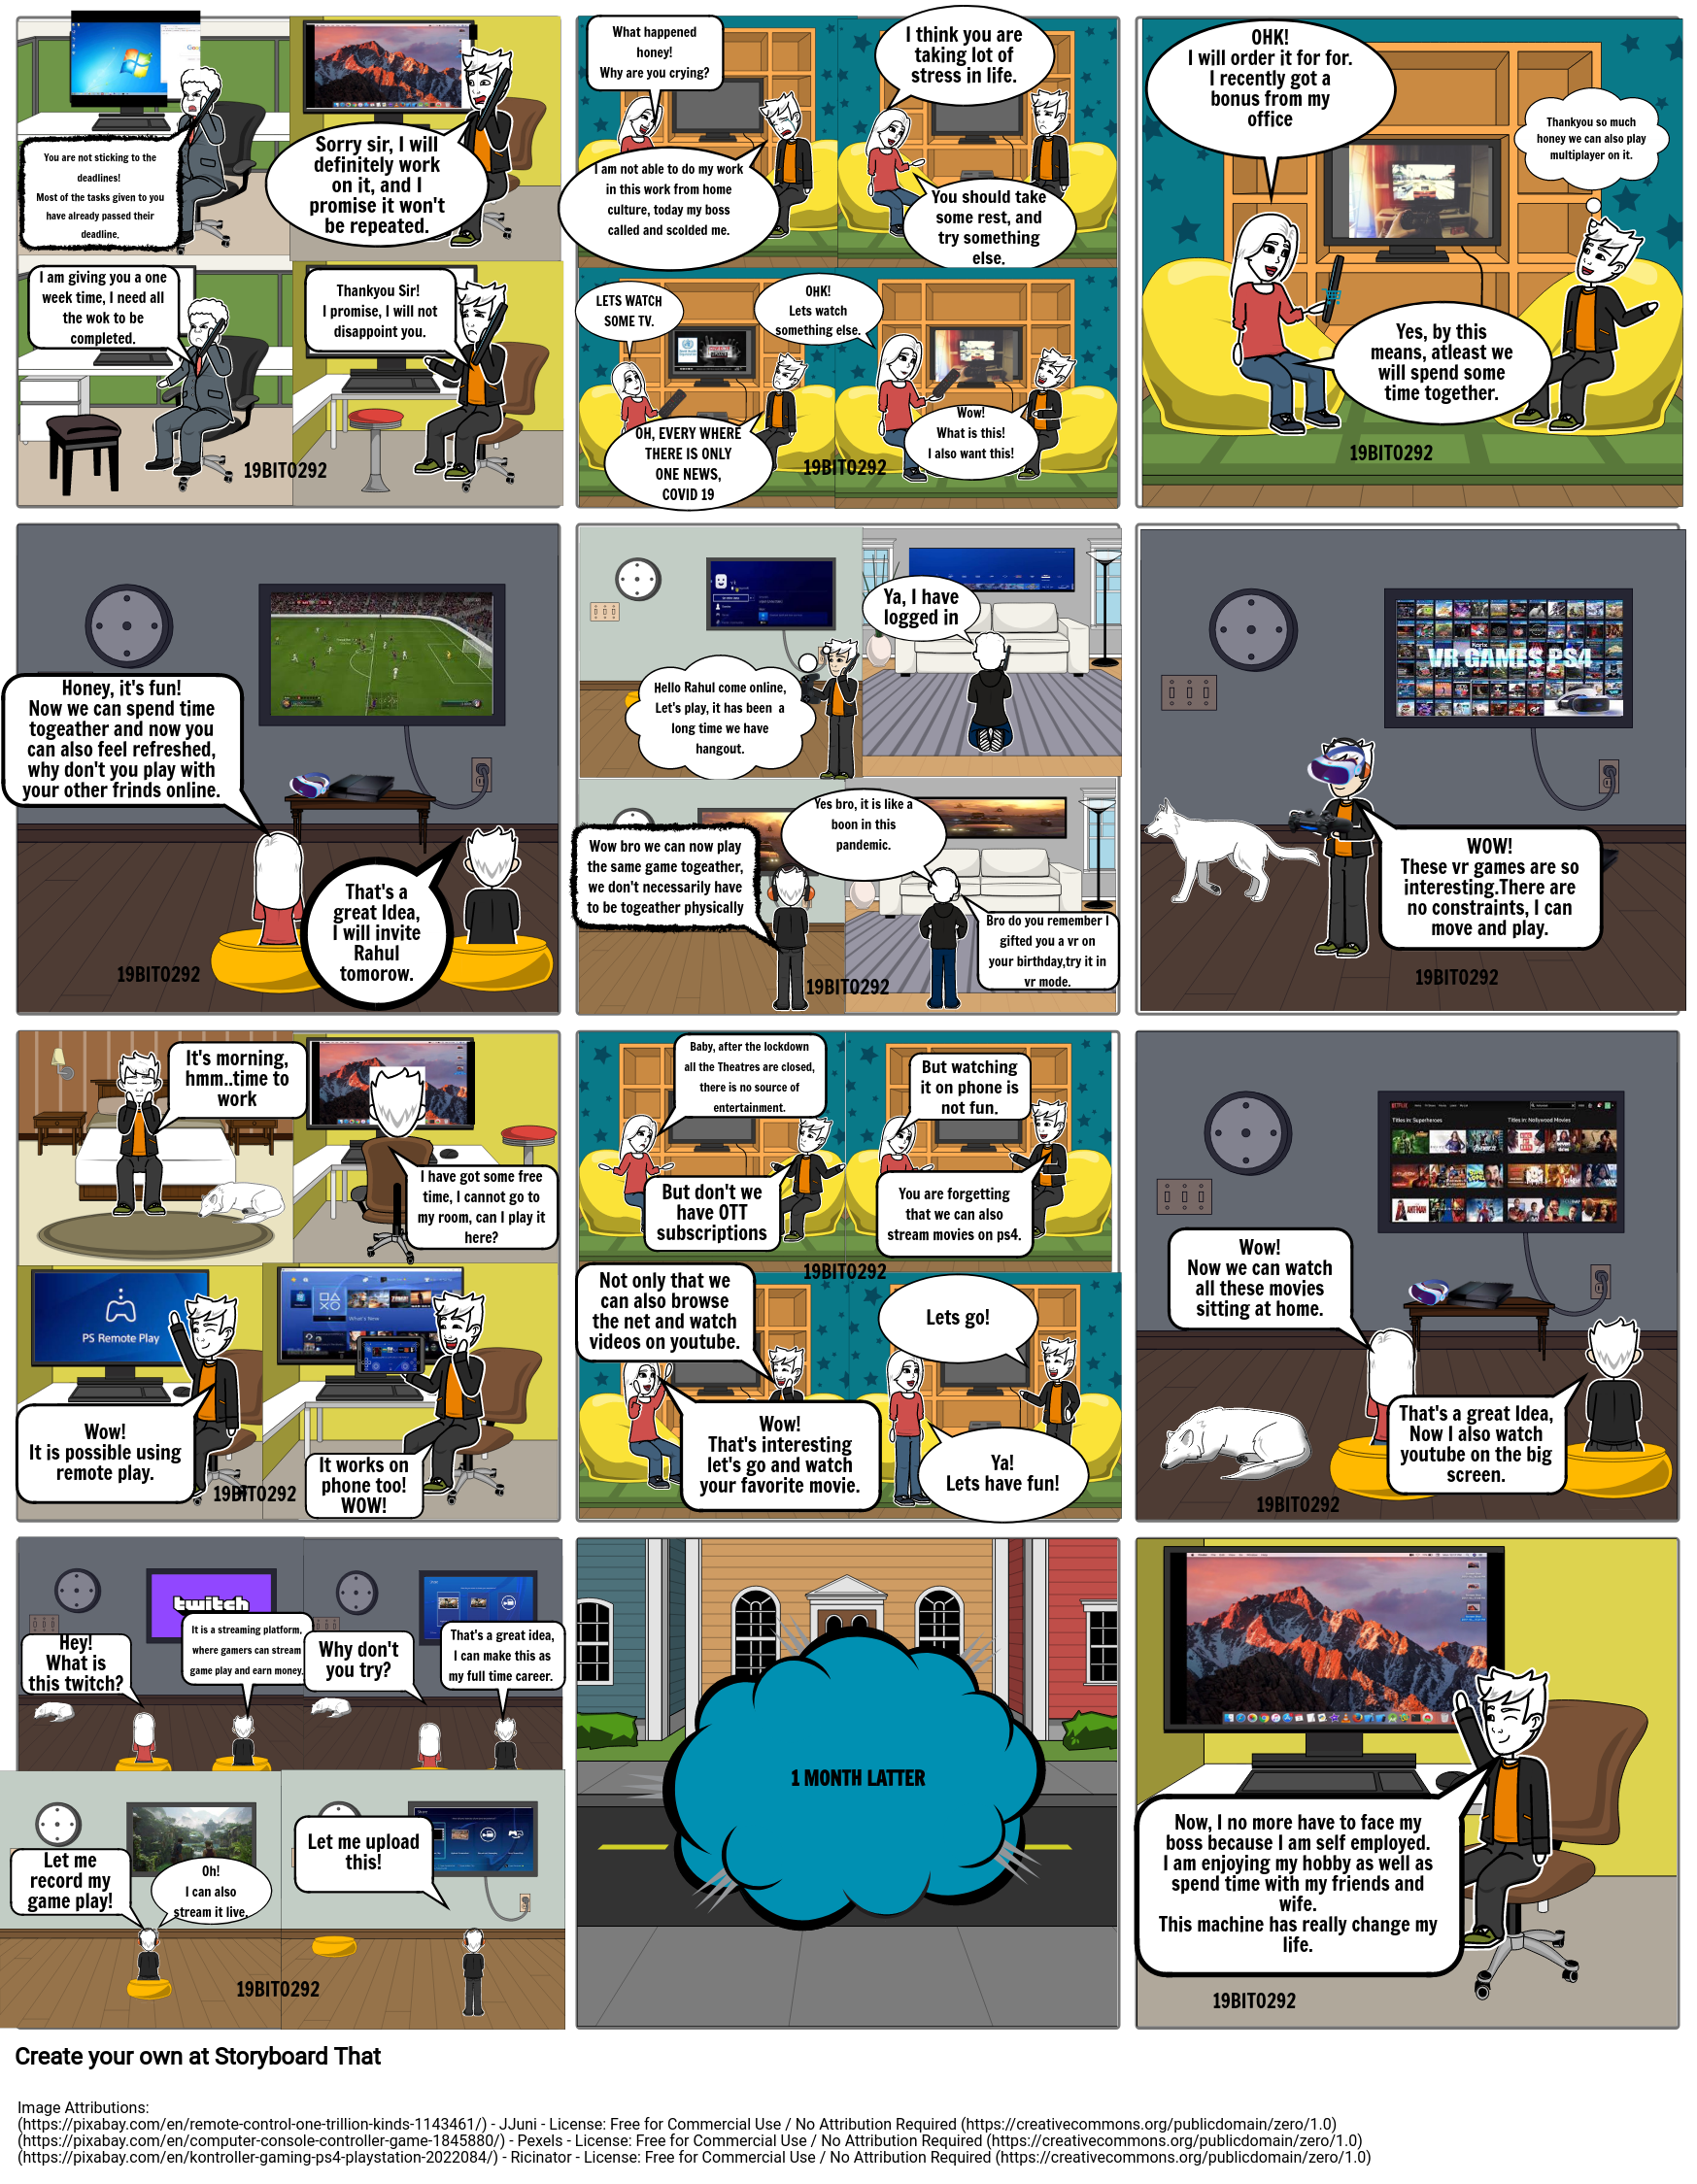 You are not sticking to the
deadlines!
Most of the tasks given to you
have already passed their
deadline.
Sorry sir, I will
definitely work
on it, and I
promise it won't
be repeated.
I am giving you a one
week time, I need all
the wok to be
completed.
Thankyou Sir!
I promise, I will not
disappoint you.
19BIT0292
What happened
honey!
Why are you crying?
I am not able to do my work
in this work from home
culture, today my boss
called and scolded me.
I think you are
taking lot of
stress in life.
You should take
some rest, and
try something
else.
LETS WATCH
SOME TV.
OH, EVERY WHERE
THERE IS ONLY
ONE NEWS,
COVID 19
OHK!
Lets watch
something else.
Wow!
What is this!
I also want this!
19BIT0292
OHK!
I will order it for for.
I recently got a
bonus from my
office
Thankyou so much
honey we can also play
multiplayer on it.
Yes, by this
means, atleast we
will spend some
time together.
19BIT0292
Honey, it's fun!
Now we can spend time
togeather and now you
can also feel refreshed,
why don't you play with
your other frinds online.
That's a
great Idea,
I will invite
Rahul
tomorow.
19BIT0292
Hello Rahul come online,
Let's play, it has been a
long time we have
hangout.
Ya, I have
logged in
Wow bro we can now play
the same game togeather,
we don't necessarily have
to be togeather physically
Yes bro, it is like a
boon in this
pandemic.
Bro do you remember I
gifted you a vr on
your birthday,try it in
vr mode.
19BIT0292
VR GAMES PS4
WOW!
These vr games are so
interesting.There are
no constraints, I can
move and play.
19BIT0292
It's morning,
hmm..time to
work
I have got some free
time, I cannot go to
my room, can I play it
here?
PS Remote Play
Wow!
It is possible using
remote play.
What's New
It works on
phone too!
WOW!
19BIT0292
Baby, after the lockdown
all the Theatres are closed,
there is no source of
entertainment.
But don't we
have OTT
subscriptions
But watching
it on phone is
not fun.
You are forgetting
that we can also
stream movies on ps4.
19BIT0292
Not only that we
can also browse
the net and watch
videos on youtube.
Wow!
That's interesting
let's go and watch
your favorite movie.
Lets go!
Ya!
Lets have fun!
NETFLIX
Titles in: Superheroes
Titles in: Nollywood Movies
ANT-MAN
Wow!
Now we can watch
all these movies
sitting at home.
That's a great Idea,
Now I also watch
youtube on the big
screen.
19BIT0292
twitch
Hey!
What is
this twitch?
It is a streaming platform,
where gamers can stream
game play and earn money.
Why don't
you try?
That's a great idea,
I can make this as
my full time career.
Let me
record my
game play!
Oh!
I can also
stream it live.
Let me upload
this!
19BIT0292
1 MONTH LATTER
Now, I no more have to face my
boss because I am self employed.
I am enjoying my hobby as well as
spend time with my friends and
wife.
This machine has really change my
life.
19BIT0292
Create your own at Storyboard That
Image Attributions:
(https://pixabay.com/en/remote-control-one-trillion-kinds-1143461/) - JJuni - License: Free for Commercial Use / No Attribution Required (https://creativecommons.org/publicdomain/zero/1.0)
(https://pixabay.com/en/computer-console-controller-game-1845880/) - Pexels - License: Free for Commercial Use / No Attribution Required (https://creativecommons.org/publicdomain/zero/1.0)
(https://pixabay.com/en/kontroller-gaming-ps4-playstation-2022084/) - Ricinator - License: Free for Commercial Use / No Attribution Required (https://creativecommons.org/publicdomain/zero/1.0)